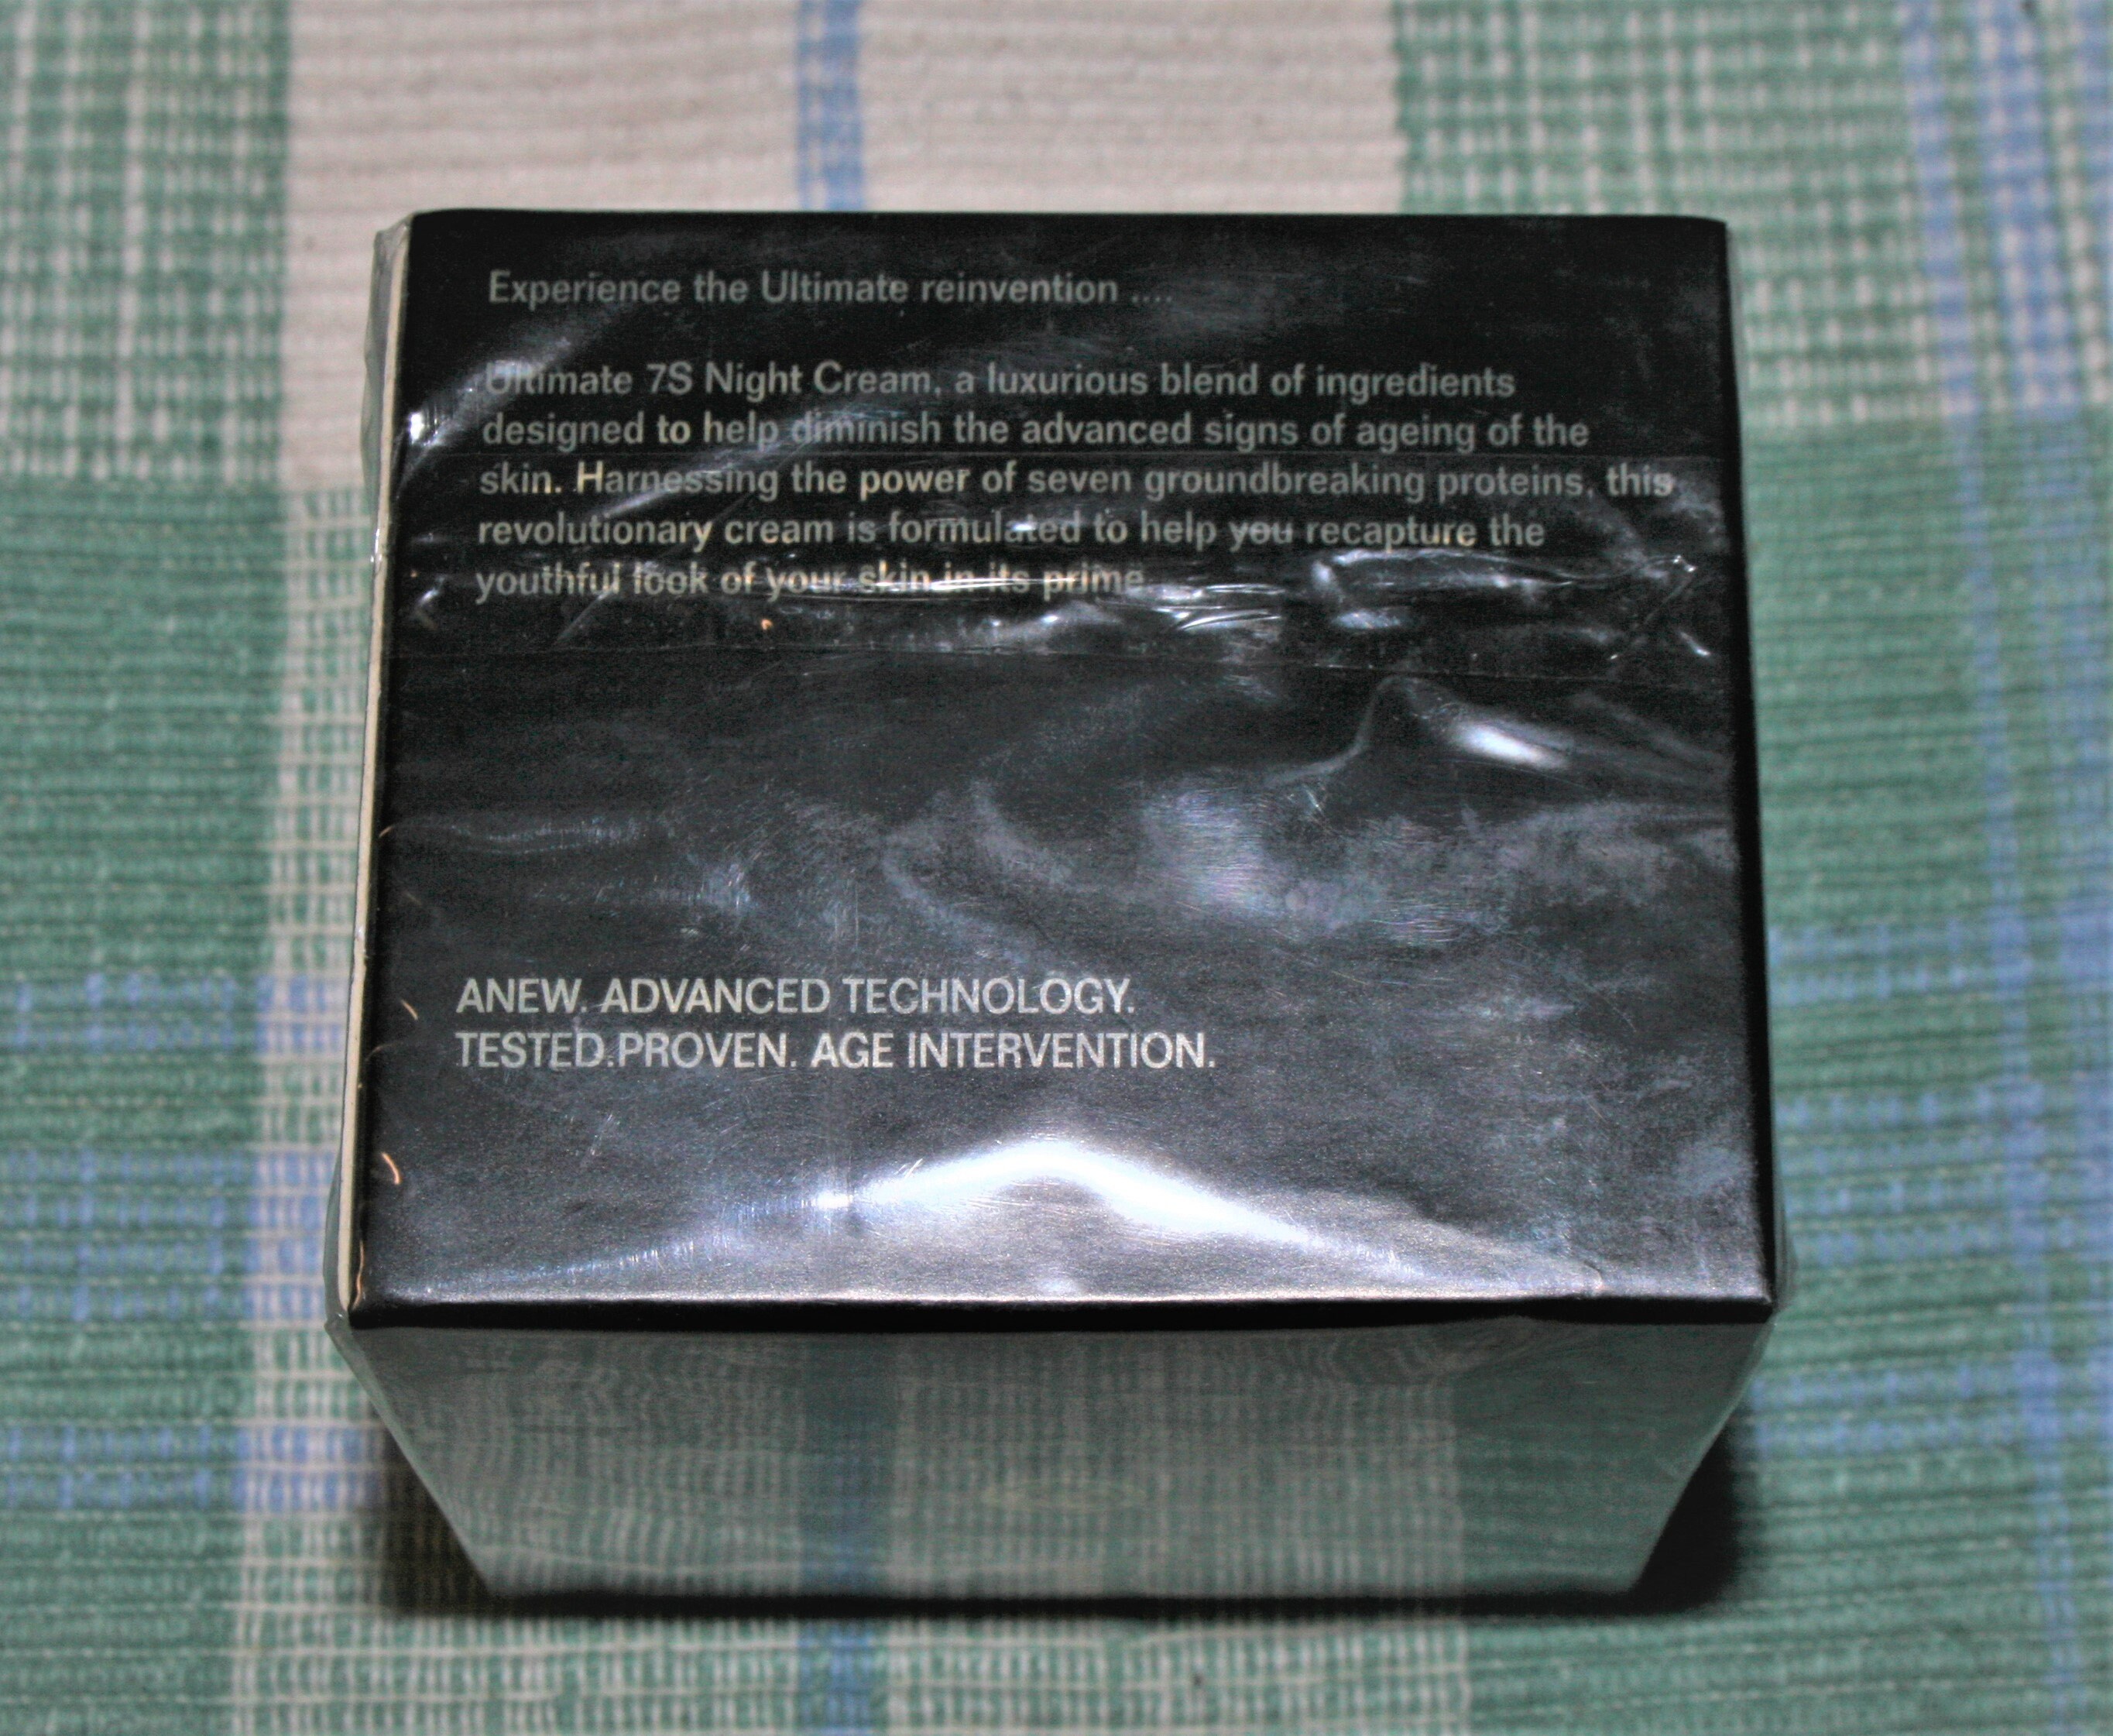 Experience the Ultimate reinvention ....
Ultimate 7S Night Cream, a luxurious blend of ingredients
designed to help diminish the advanced signs of ageing of the
skin. Harnessing the power of seven groundbreaking proteins, this
revolutionary cream is formulated to help you recapture the
youthful look of your skin in its prime.
ANEW. ADVANCED TECHNOLOGY.
TESTED.PROVEN. AGE INTERVENTION.